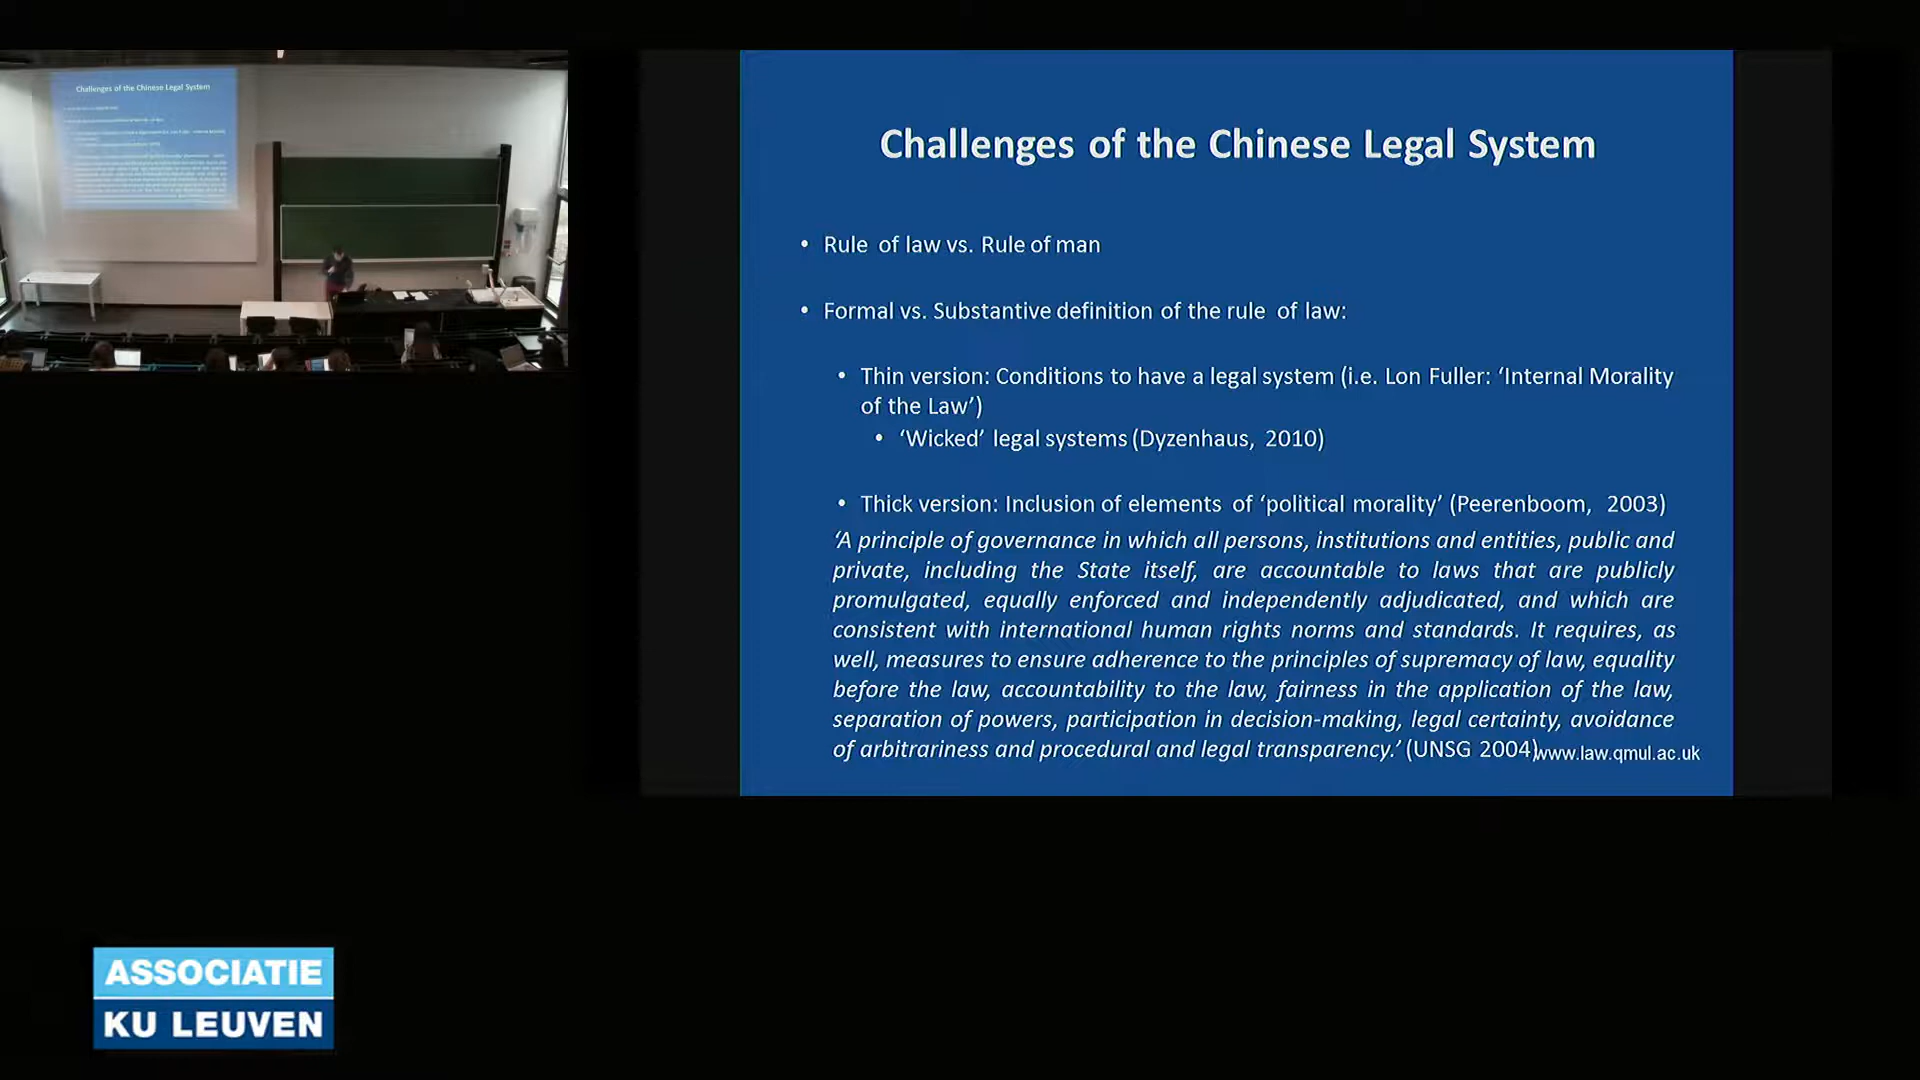 Challenges of the Chinese Legal System
Challenges of the Chinese Legal System
• Rule of law vs. Rule of man
• Formal vs. Substantive definition of the rule of law:
• Thin version: Conditions to have a legal system (i.e. Lon Fuller: ‘Internal Morality
of the Law’)
• ‘Wicked’ legal systems (Dyzenhaus, 2010)
• Thick version: Inclusion of elements of ‘political morality’ (Peerenboom, 2003)
‘A principle of governance in which all persons, institutions and entities, public and
private, including the State itself, are accountable to laws that are publicly
promulgated, equally enforced and independently adjudicated, and which are
consistent with international human rights norms and standards. It requires, as
well, measures to ensure adherence to the principles of supremacy of law, equality
before the law, accountability to the law, fairness in the application of the law,
separation of powers, participation in decision-making, legal certainty, avoidance
of arbitrariness and procedural and legal transparency.’ (UNSG 2004)
www.law.qmul.ac.uk
ASSOCIATIE
KU LEUVEN